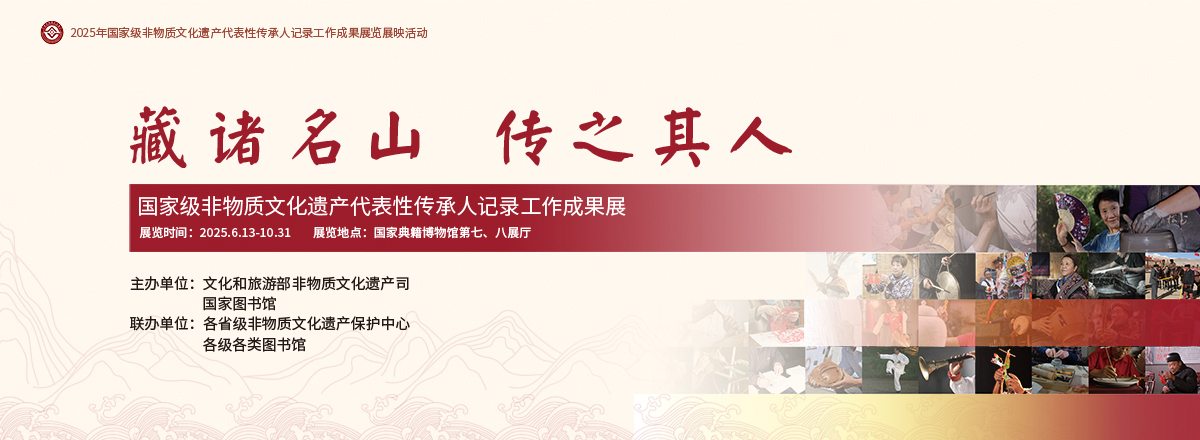 2025年国家级非物质文化遗产代表性传承人记录工作成果展览展映活动
藏诸名山 传之其人
国家级非物质文化遗产代表性传承人记录工作成果展
展览时间：2025.6.13-10.31 展览地点：国家典籍博物馆第七、八展厅
主办单位：文化和旅游部非物质文化遗产司
国家图书馆
联办单位：各省级非物质文化遗产保护中心
各级各类图书馆